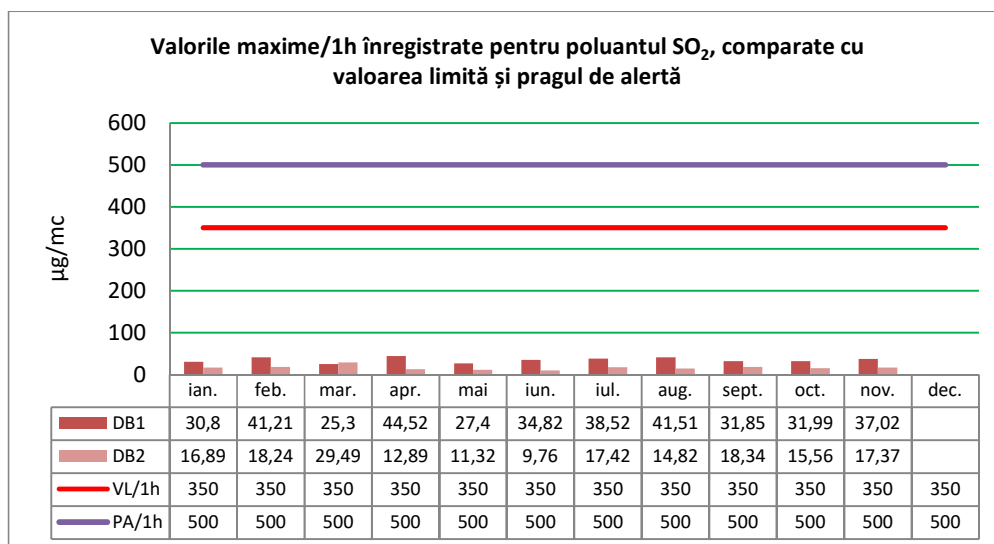 Valorile maxime/1h înregistrate pentru poluantul SO₂, comparate cu
valoarea limită și pragul de alertă
600
500
400
300
200
100
0
µg/mc
ian. feb. mar. apr. mai iun. iul. aug. sept. oct. nov. dec.
DB1 30,8 41,21 25,3 44,52 27,4 34,82 38,52 41,51 31,85 31,99 37,02
DB2 16,89 18,24 29,49 12,89 11,32 9,76 17,42 14,82 18,34 15,56 17,37
VL/1h 350 350 350 350 350 350 350 350 350 350 350 350
PA/1h 500 500 500 500 500 500 500 500 500 500 500 500